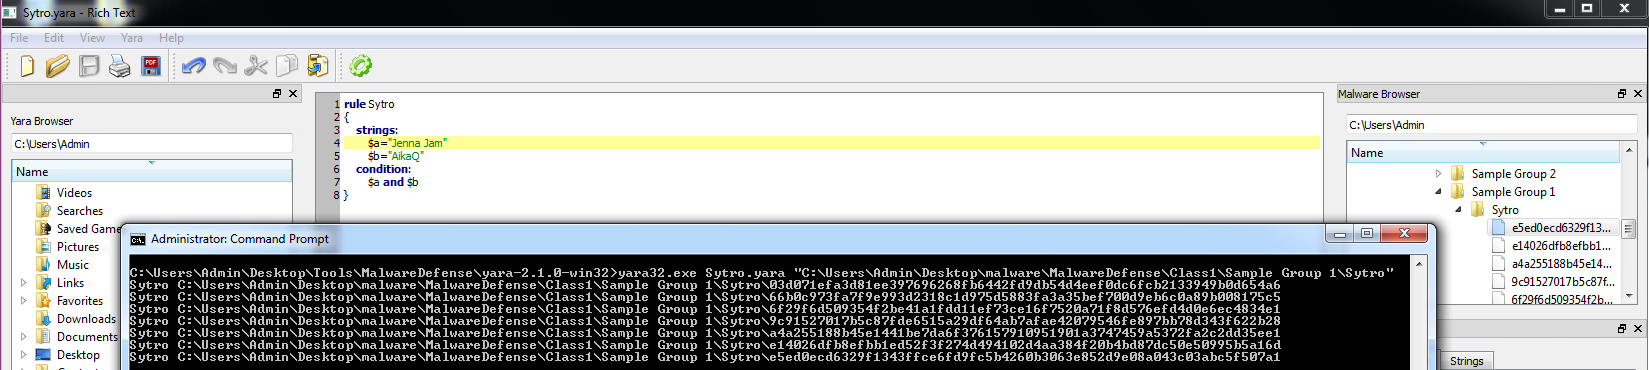 Sytro.yara - Rich Text
File Edit View Yara Help
PDF
Yara Browser
C:\Users\Admin
Name
Videos
Searches
Saved Game
Pictures
Music
Links
Favorites
Downloads
Documents
Desktop
1 rule Sytro
2 {
3 strings:
4 $a="Jenna Jam"
5 $b="AikaQ"
6 condition:
7 $a and $b
8 }
Malware Browser
C:\Users\Admin
Name
Sample Group 2
Sample Group 1
Sytro
e5ed0ecd6329f13...
e14026dfb8efbb1...
a4a255188b45e14...
9c91527017b5c87f...
6f29f6d509354f2b...
Strings
Administrator: Command Prompt
C:\Users\Admin\Desktop\Tools\MalwareDefense\yara-2.1.0-win32>yara32.exe Sytro.yara "C:\Users\Admin\Desktop\malware\MalwareDefense\Class1\Sample Group 1\Sytro"
Sytro C:\Users\Admin\Desktop\malware\MalwareDefense\Class1\Sample Group 1\Sytro\03d071efa3d81ee397696268fb6442fd9db54d4eef0dc6fcb2133949b0d654a6
Sytro C:\Users\Admin\Desktop\malware\MalwareDefense\Class1\Sample Group 1\Sytro\66b0c973fa7f9e993d2318c1d975d5883fa3a35bef700d9eb6c0a89b008175c5
Sytro C:\Users\Admin\Desktop\malware\MalwareDefense\Class1\Sample Group 1\Sytro\6f29f6d509354f2be41a1fdd11ef73ce16f7520a71f8d576efd4d0e6ec4834e1
Sytro C:\Users\Admin\Desktop\malware\MalwareDefense\Class1\Sample Group 1\Sytro\9c91527017b5c87fde6515a29df64ab7afae42079546fe897bb78d343f622b28
Sytro C:\Users\Admin\Desktop\malware\MalwareDefense\Class1\Sample Group 1\Sytro\a4a255188b45e1441be7da6f376157910951901a3747459a5372fa2c2dd35ee1
Sytro C:\Users\Admin\Desktop\malware\MalwareDefense\Class1\Sample Group 1\Sytro\e14026dfb8efbb1ed52f3f274d494102d4aa384f20b4bd87dc50e50995b5a16d
Sytro C:\Users\Admin\Desktop\malware\MalwareDefense\Class1\Sample Group 1\Sytro\e5ed0ecd6329f1343ffce6fd9fc5b4260b3063e852d9e08a043c03abc5f507a1